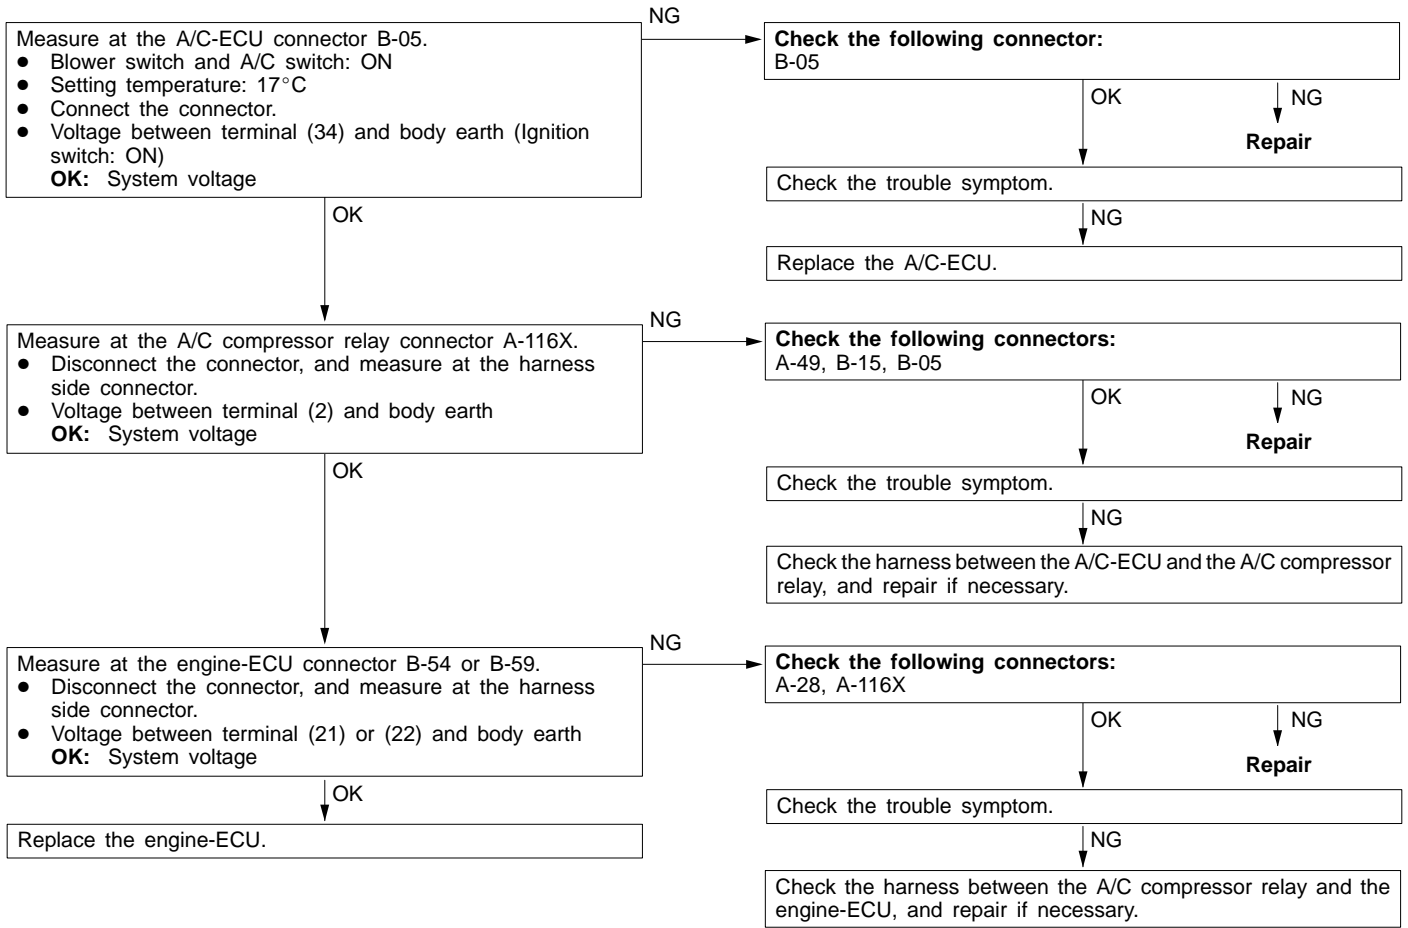 Measure at the A/C-ECU connector B-05.
● Blower switch and A/C switch: ON
● Setting temperature: 17°C
● Connect the connector.
● Voltage between terminal (34) and body earth (Ignition
switch: ON)
OK: System voltage
NG
Check the following connector:
B-05
OK
NG
Repair
Check the trouble symptom.
NG
Replace the A/C-ECU.
OK
Measure at the A/C compressor relay connector A-116X.
● Disconnect the connector, and measure at the harness
side connector.
● Voltage between terminal (2) and body earth
OK: System voltage
NG
Check the following connectors:
A-49, B-15, B-05
OK
NG
Repair
Check the trouble symptom.
NG
Check the harness between the A/C-ECU and the A/C compressor
relay, and repair if necessary.
OK
Measure at the engine-ECU connector B-54 or B-59.
● Disconnect the connector, and measure at the harness
side connector.
● Voltage between terminal (21) or (22) and body earth
OK: System voltage
NG
Check the following connectors:
A-28, A-116X
OK
NG
Repair
Check the trouble symptom.
NG
Check the harness between the A/C compressor relay and the
engine-ECU, and repair if necessary.
OK
Replace the engine-ECU.